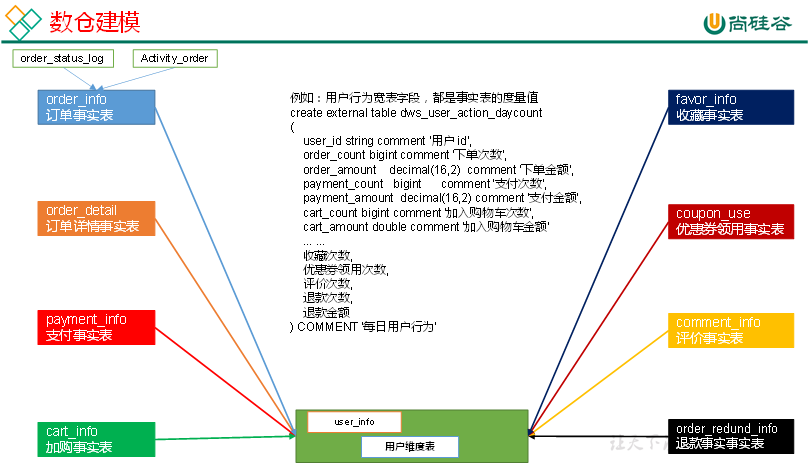 数仓建模
尚硅谷
order_status_log
Activity_order
order_info
订单事实表
order_detail
订单详情事实表
payment_info
支付事实表
cart_info
加购事实表
例如：用户行为宽表字段，都是事实表的度量值
create external table dws_user_action_daycount
(
user_id string comment '用户id',
order_count bigint comment '下单次数',
order_amount decimal(16,2) comment '下单金额',
payment_count bigint comment '支付次数',
payment_amount decimal(16,2) comment '支付金额',
cart_count bigint comment '加入购物车次数',
cart_amount double comment '加入购物车金额'
... ...
收藏次数,
优惠券领用次数,
评价次数,
退款次数,
退款金额
) COMMENT '每日用户行为'
favor_info
收藏事实表
coupon_use
优惠券领用事实表
comment_info
评价事实表
order_redund_info
退款事实事实表
user_info
用户维度表
让天下